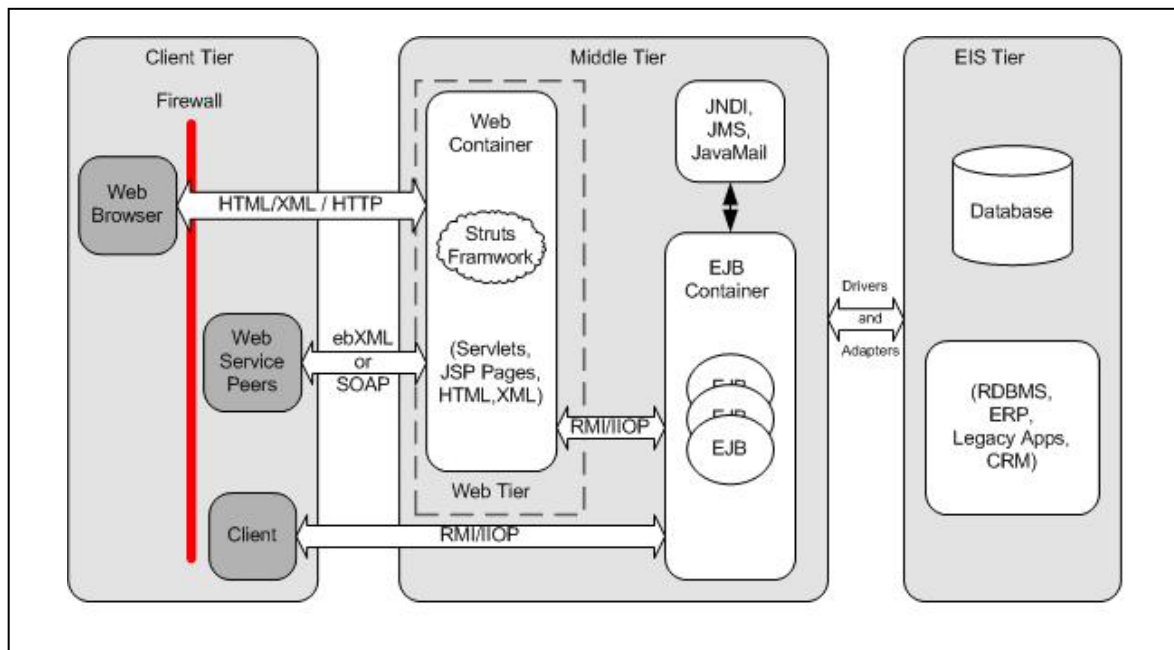 Client Tier
Firewall
Web
Browser
HTML/XML / HTTP
Web
Service
Peers
ebXML
or
SOAP
Client
RMI/IIOP
Middle Tier
Web
Container
Struts
Framwork
(Servlets,
JSP Pages,
HTML,XML)
Web Tier
RMI/IIOP
JNDI,
JMS,
JavaMail
EJB
Container
EJB
EJB
EJB
Drivers
and
Adapters
EIS Tier
Database
(RDBMS,
ERP,
Legacy Apps,
CRM)